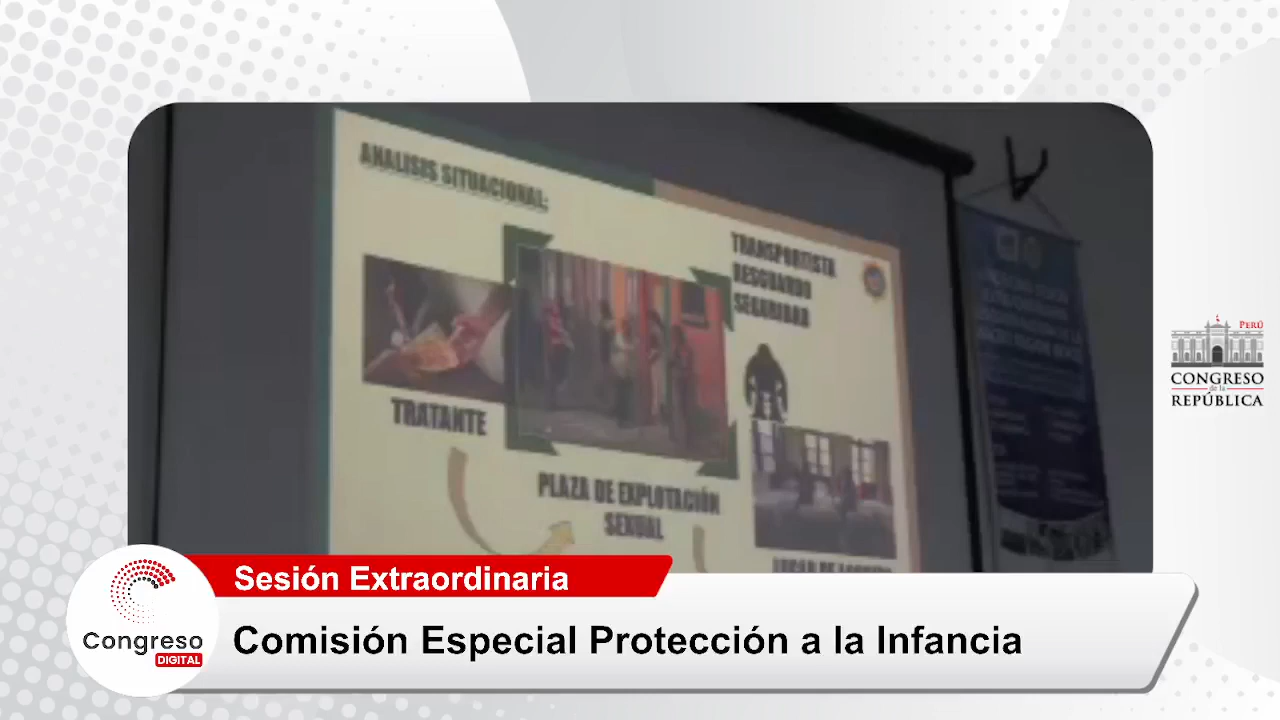 ANALISIS SITUACIONAL:
TRANSPORTISTA
RESGUARDO
SEGURIDAD
TRATANTE
PLAZA DE EXPLOTACIÓN
SEXUAL
PERÚ
CONGRESO
de la
REPÚBLICA
Sesión Extraordinaria
Congreso
DIGITAL
Comisión Especial Protección a la Infancia